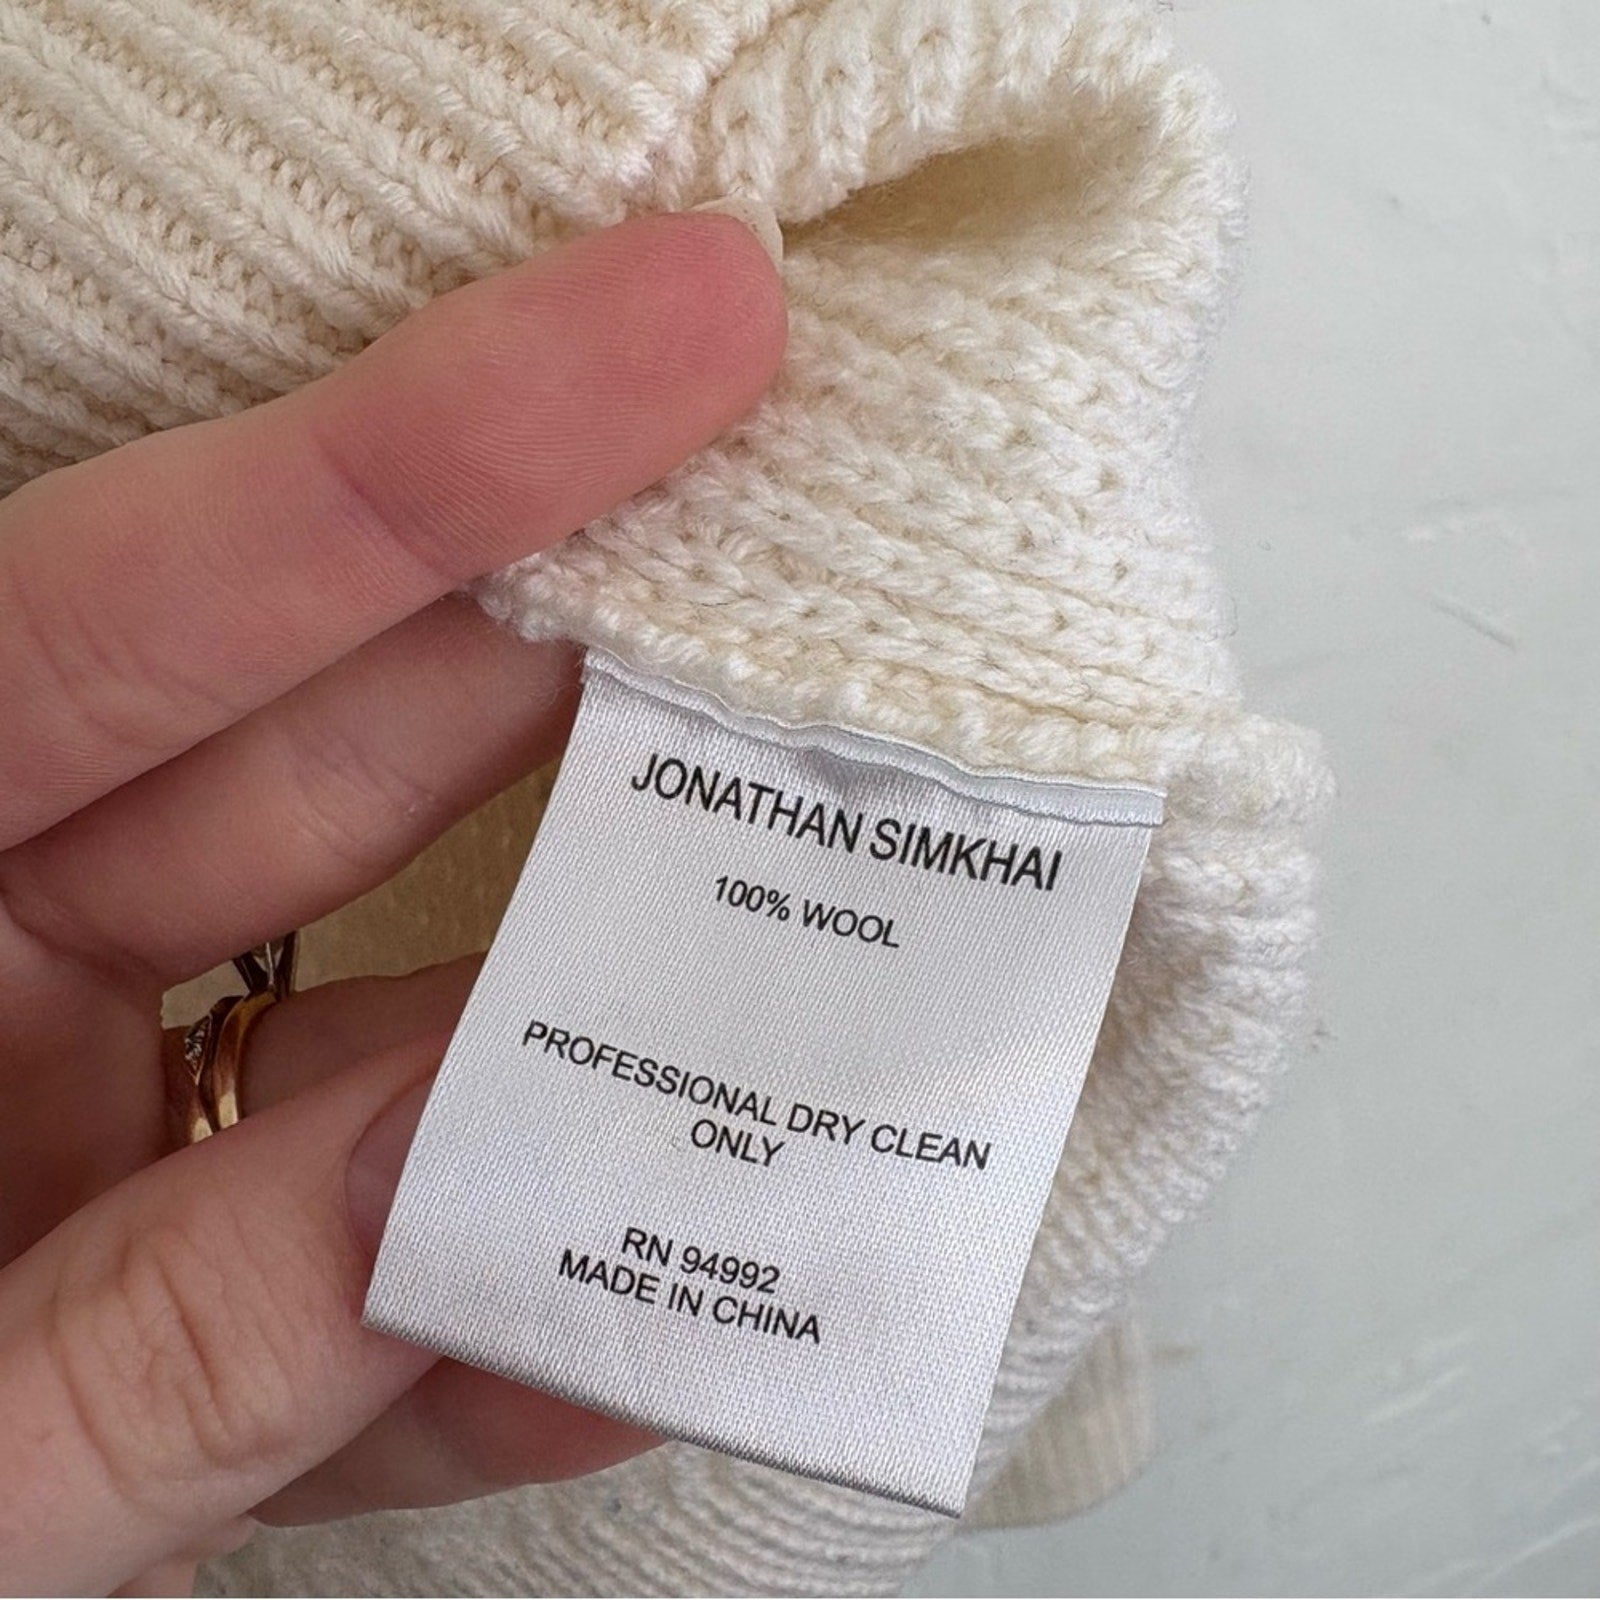 JONATHAN SIMKHAI
100% WOOL
PROFESSIONAL DRY CLEAN
ONLY
RN 94992
MADE IN CHINA